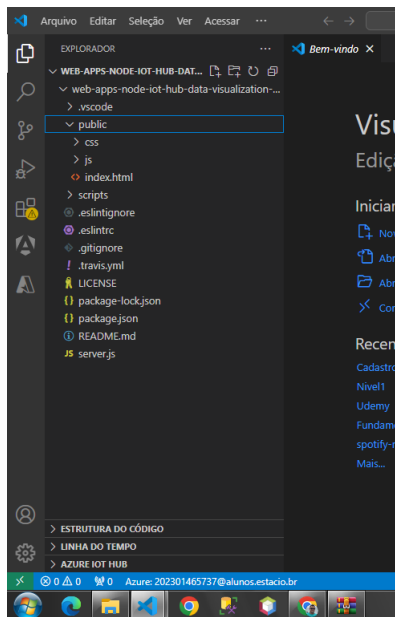 Arquivo Editar Seleção Ver Acessar ...
EXPLORADOR ...
Bem-vindo
WEB-APPS-NODE-IOT-HUB-DAT...
web-apps-node-iot-hub-data-visualization-...
.vscode
public
css
js
index.html
scripts
.eslintignore
.eslintrc
.gitignore
.travis.yml
LICENSE
package-lock.json
package.json
README.md
JS server.js
ESTRUTURA DO CÓDIGO
LINHA DO TEMPO
AZURE IOT HUB
Iniciar
Recen
Cadastro
Nivel1
Udemy
Fundame
Mais...
0 0 0 Azure: 202301465737@alunos.estacio.br